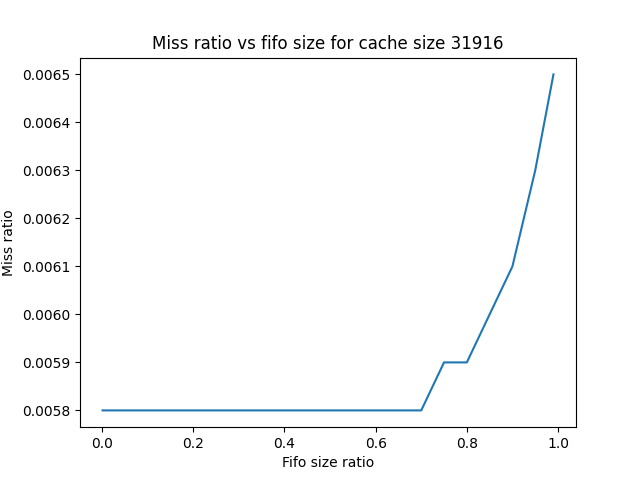 Miss ratio vs fifo size for cache size 31916
0.0065
0.0064
0.0063
0.0062
0.0061
0.0060
0.0059
0.0058
Miss ratio
0.0 0.2 0.4 0.6 0.8 1.0
Fifo size ratio